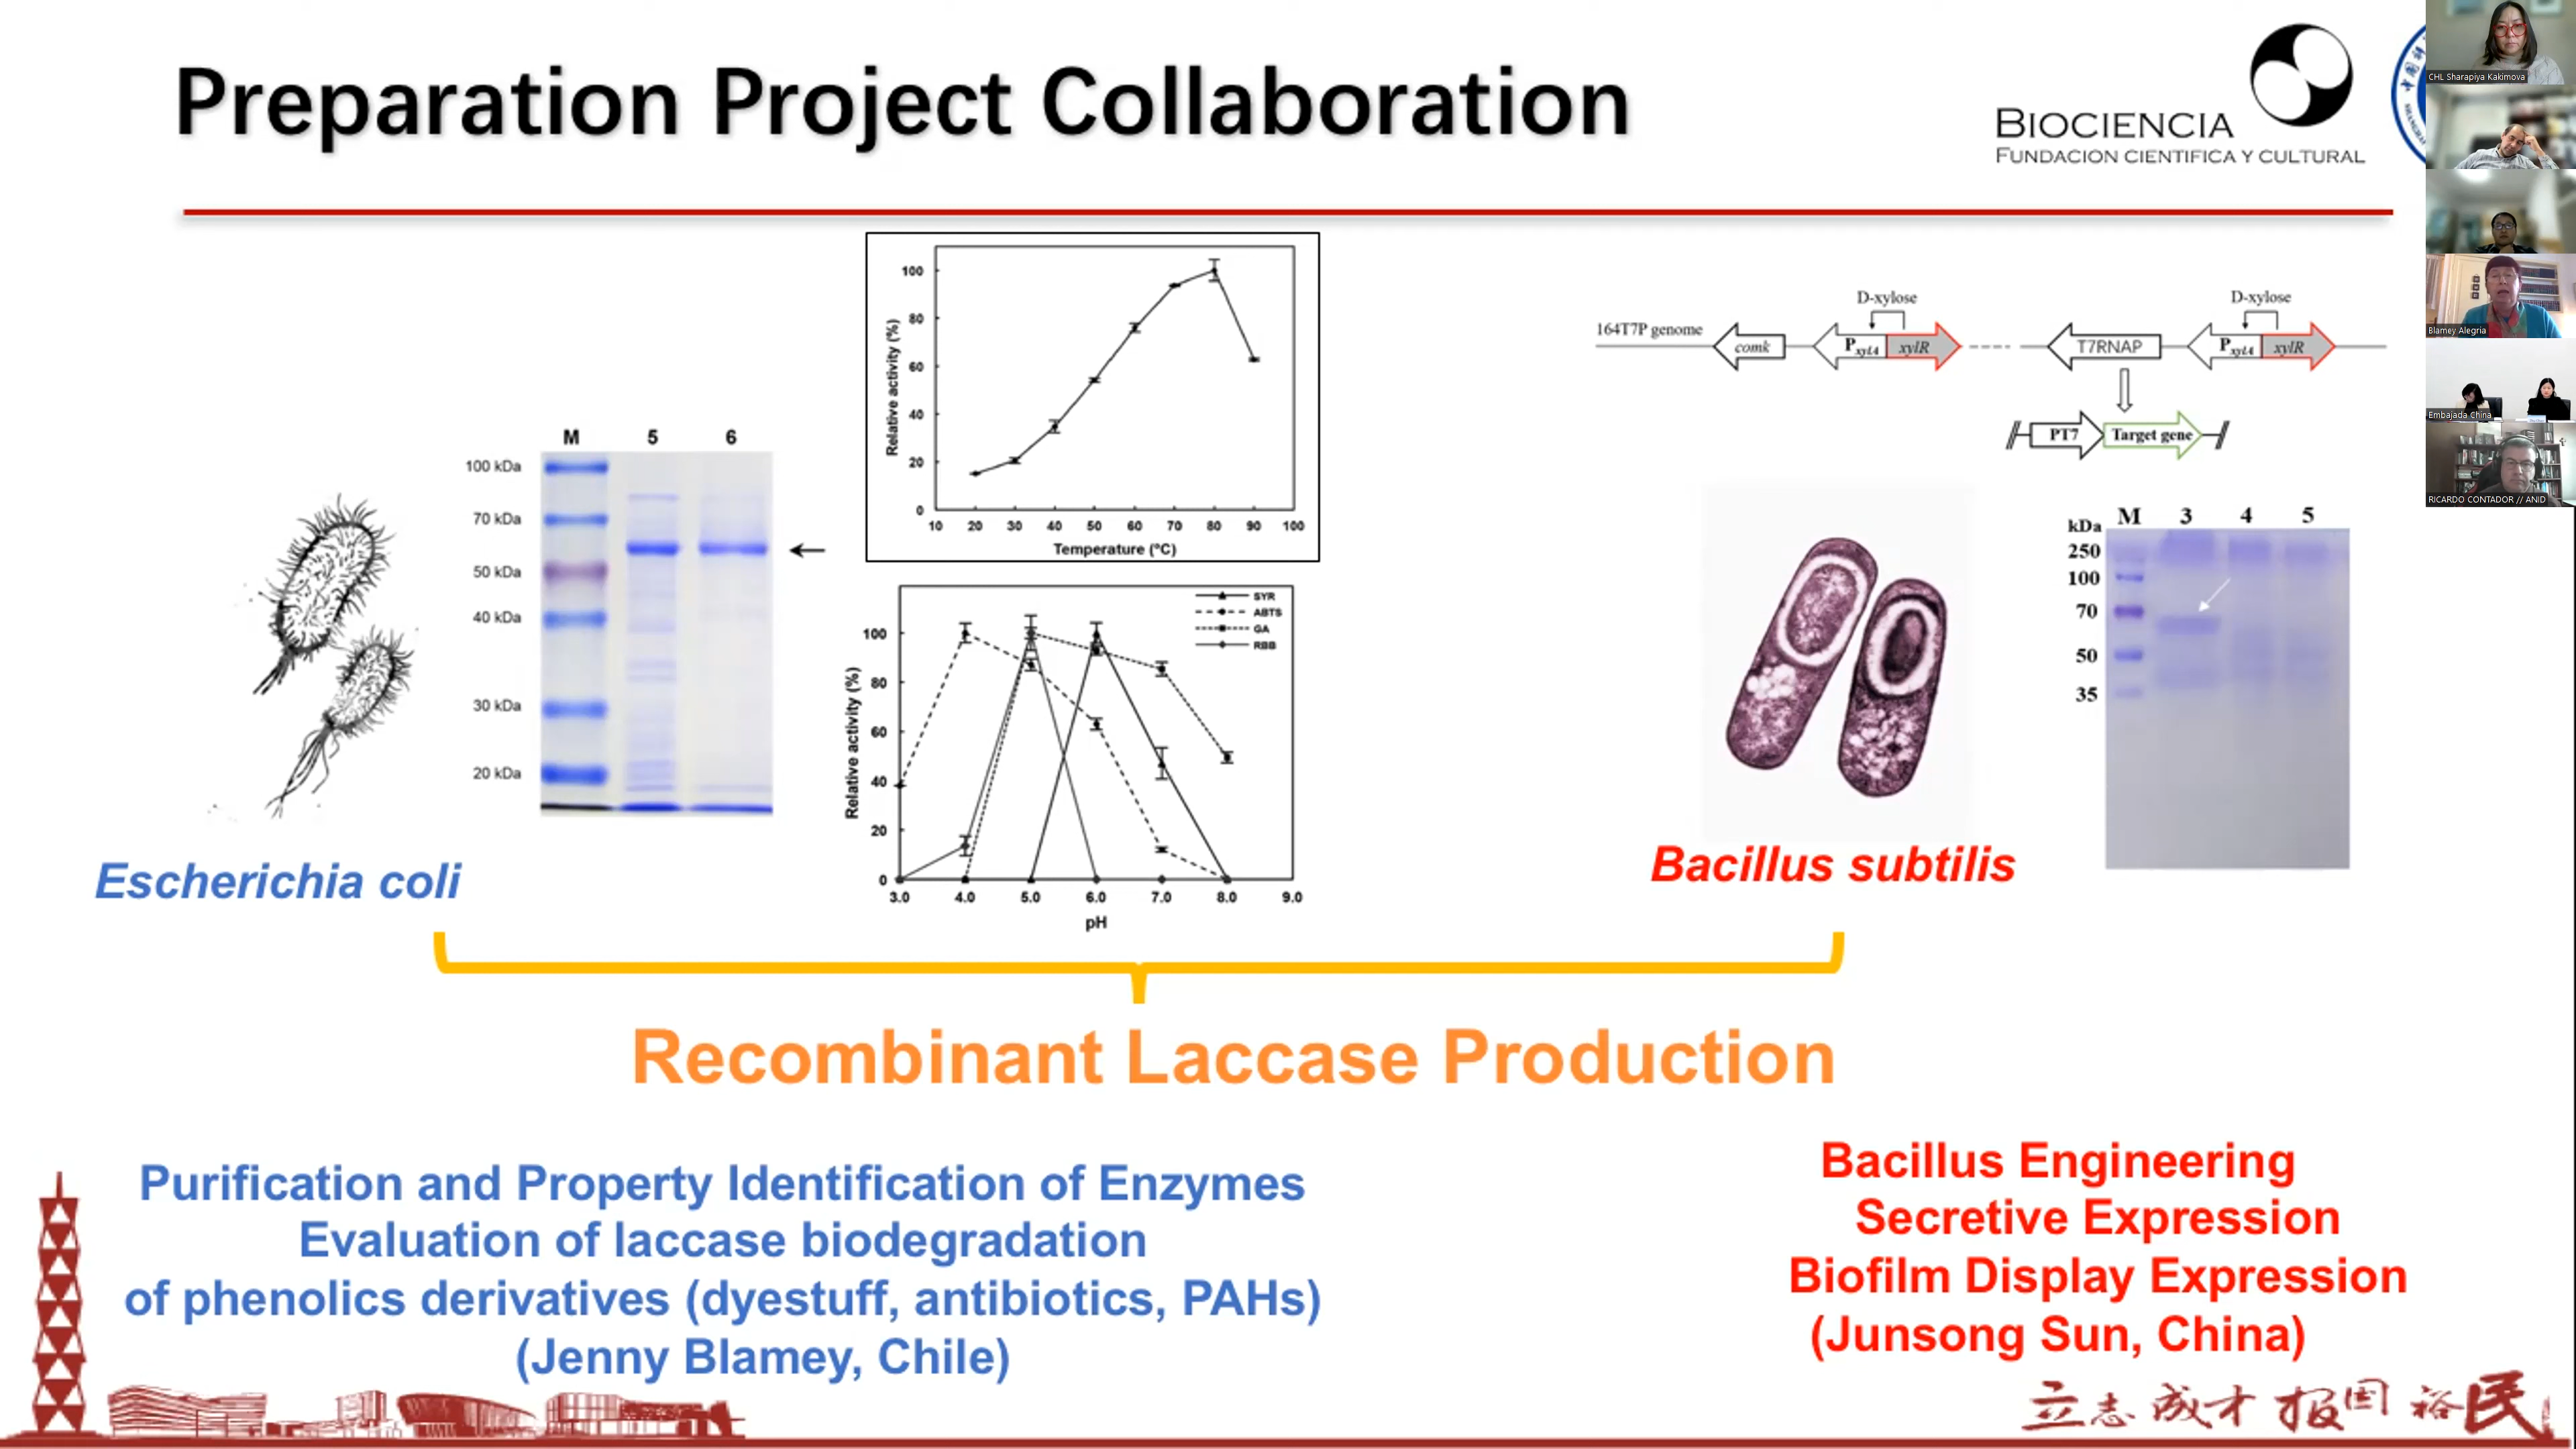 Preparation Project Collaboration
BIOCIENCIA
FUNDACION CIENTIFICA Y CULTURAL
CHL Sharapiya Kakimova
Blamey Alegria
Embajada China
RICARDO CONTADOR // ANID
M 5 6
100 kDa
70 kDa
50 kDa
40 kDa
30 kDa
20 kDa
Escherichia coli
Relative activity (%)
100
80
60
40
20
0
10 20 30 40 50 60 70 80 90 100
Temperature (ºC)
SYR
ABTS
GA
RBB
Relative activity (%)
100
80
60
40
20
0
3.0 4.0 5.0 6.0 7.0 8.0 9.0
pH
D-xylose D-xylose
164T7P genome comk PxylA xylR T7RNAP PxylA xylR
PT7 Target gene
kDa M 3 4 5
250
100
70
50
35
Bacillus subtilis
Recombinant Laccase Production
Purification and Property Identification of Enzymes
Evaluation of laccase biodegradation
of phenolics derivatives (dyestuff, antibiotics, PAHs)
(Jenny Blamey, Chile)
Bacillus Engineering
Secretive Expression
Biofilm Display Expression
(Junsong Sun, China)
立志成才报国裕民